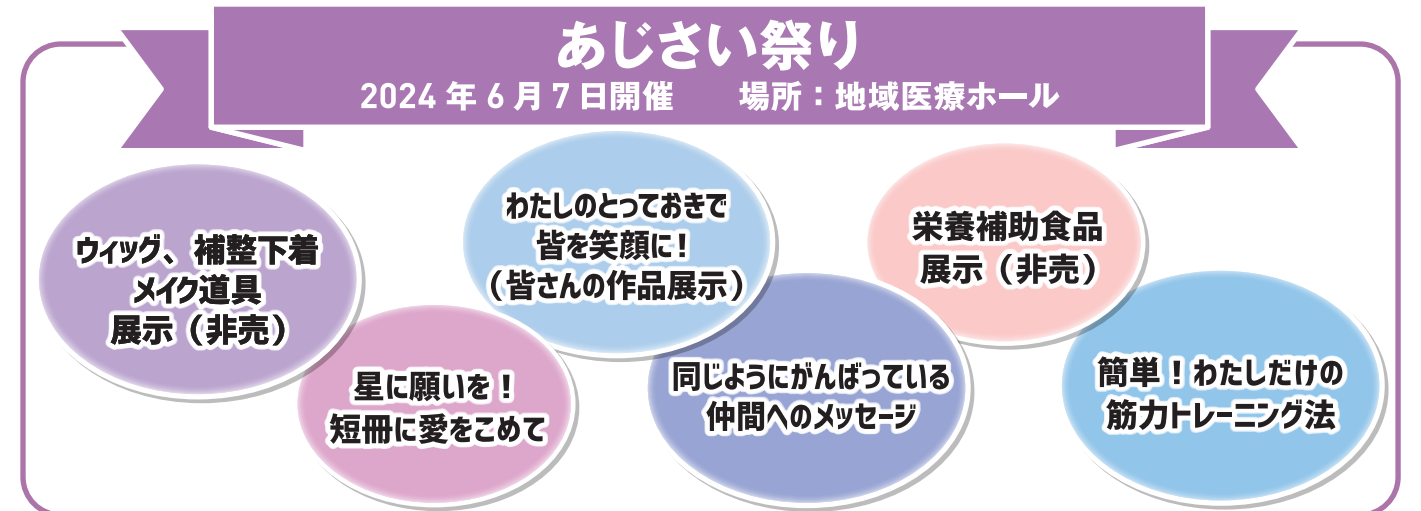 あじさい祭り
2024年6月7日開催　場所：地域医療ホール
ウィッグ、補整下着
メイク道具
展示（非売）
星に願いを！
短冊に愛をこめて
わたしのとっておきで
皆を笑顔に！
（皆さんの作品展示）
同じようにがんばっている
仲間へのメッセージ
栄養補助食品
展示（非売）
簡単！わたしだけの
筋力トレーニング法